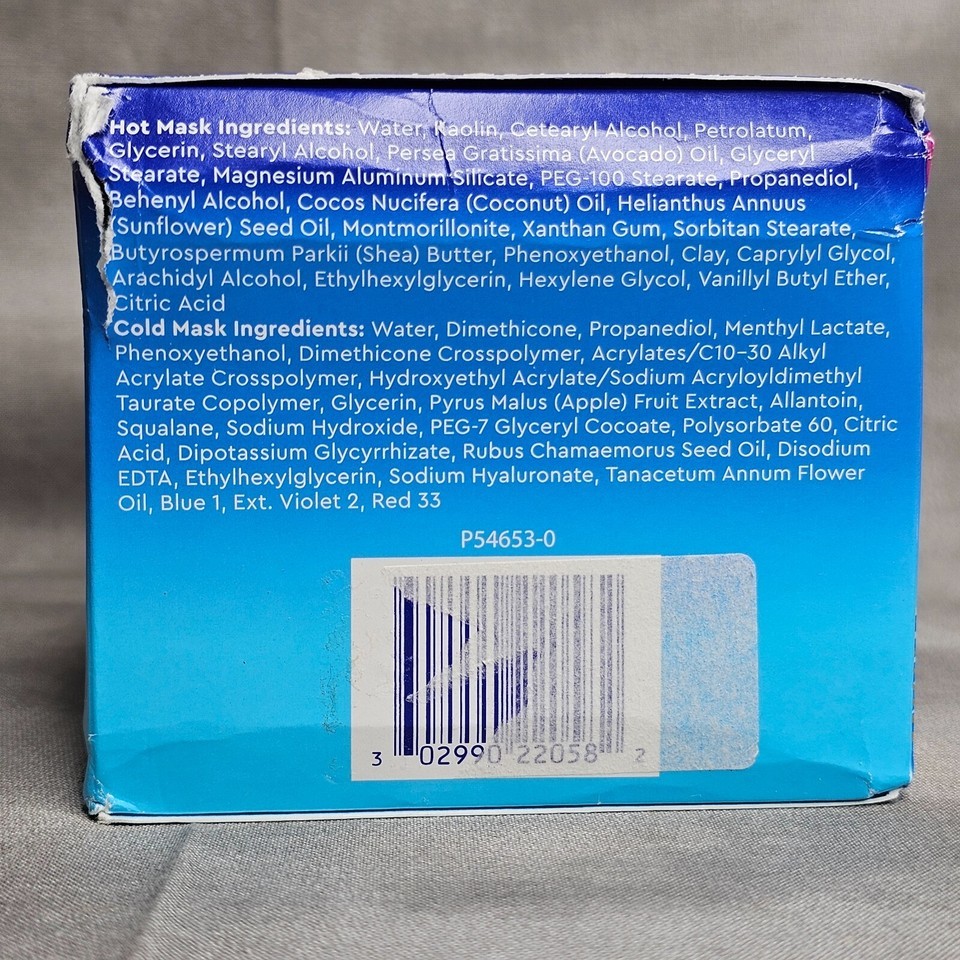 Hot Mask Ingredients: Water, Kaolin, Cetearyl Alcohol, Petrolatum,
Glycerin, Stearyl Alcohol, Persea Gratissima (Avocado) Oil, Glyceryl
Stearate, Magnesium Aluminum Silicate, PEG-100 Stearate, Propanediol,
Behenyl Alcohol, Cocos Nucifera (Coconut) Oil, Helianthus Annuus
(Sunflower) Seed Oil, Montmorillonite, Xanthan Gum, Sorbitan Stearate,
Butyrospermum Parkii (Shea) Butter, Phenoxyethanol, Clay, Caprylyl Glycol,
Arachidyl Alcohol, Ethylhexylglycerin, Hexylene Glycol, Vanillyl Butyl Ether,
Citric Acid
Cold Mask Ingredients: Water, Dimethicone, Propanediol, Menthyl Lactate,
Phenoxyethanol, Dimethicone Crosspolymer, Acrylates/C10-30 Alkyl
Acrylate Crosspolymer, Hydroxyethyl Acrylate/Sodium Acryloyldimethyl
Taurate Copolymer, Glycerin, Pyrus Malus (Apple) Fruit Extract, Allantoin,
Squalane, Sodium Hydroxide, PEG-7 Glyceryl Cocoate, Polysorbate 60, Citric
Acid, Dipotassium Glycyrrhizate, Rubus Chamaemorus Seed Oil, Disodium
EDTA, Ethylhexylglycerin, Sodium Hyaluronate, Tanacetum Annum Flower
Oil, Blue 1, Ext. Violet 2, Red 33
P54653-0
3 02990 22058 2